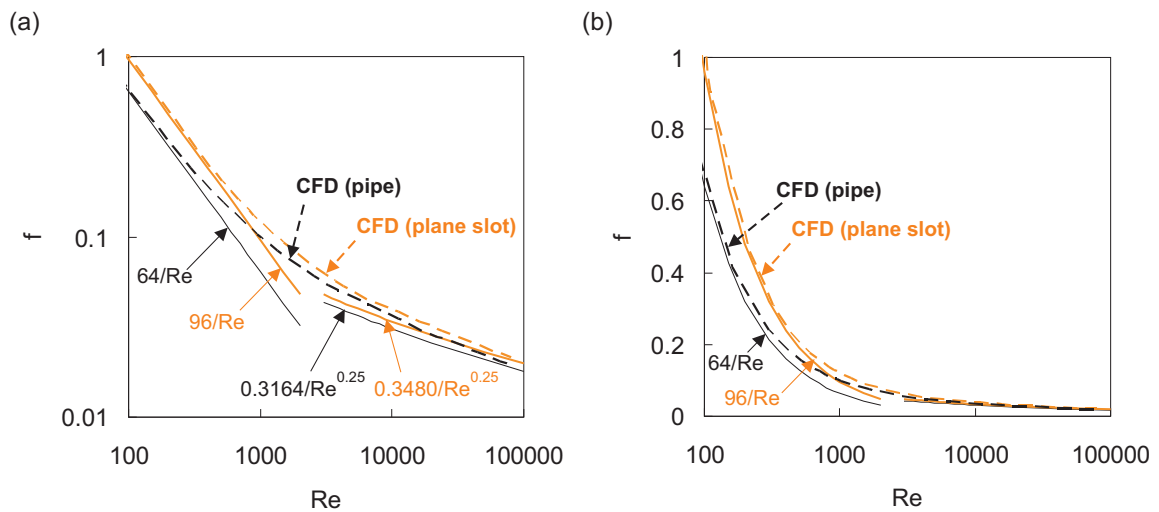 (a)
1
0.1
0.01
f
100
1000
10000
100000
Re
CFD (pipe)
CFD (plane slot)
64/Re
96/Re
0.3164/Re^0.25
0.3480/Re^0.25
(b)
1
0.8
0.6
0.4
0.2
0
f
100
1000
10000
100000
Re
CFD (pipe)
CFD (plane slot)
64/Re
96/Re